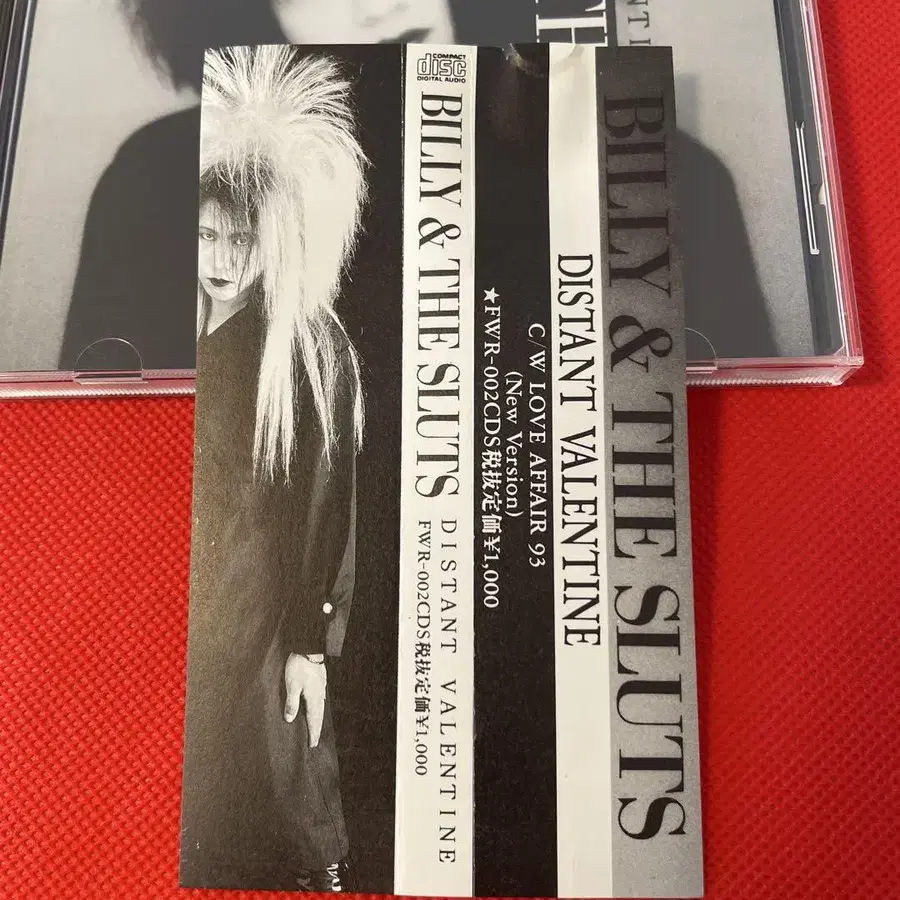 COMPACT
disc
DIGITAL AUDIO
BILLY & THE SLUTS
DISTANT VALENTINE
FWR-002CDS税抜定価¥1,000
BILLY & THE SLUTS
DISTANT VALENTINE
C/W LOVE AFFAIR 93
(New Version)
★FWR-002CDS税抜定価¥1,000